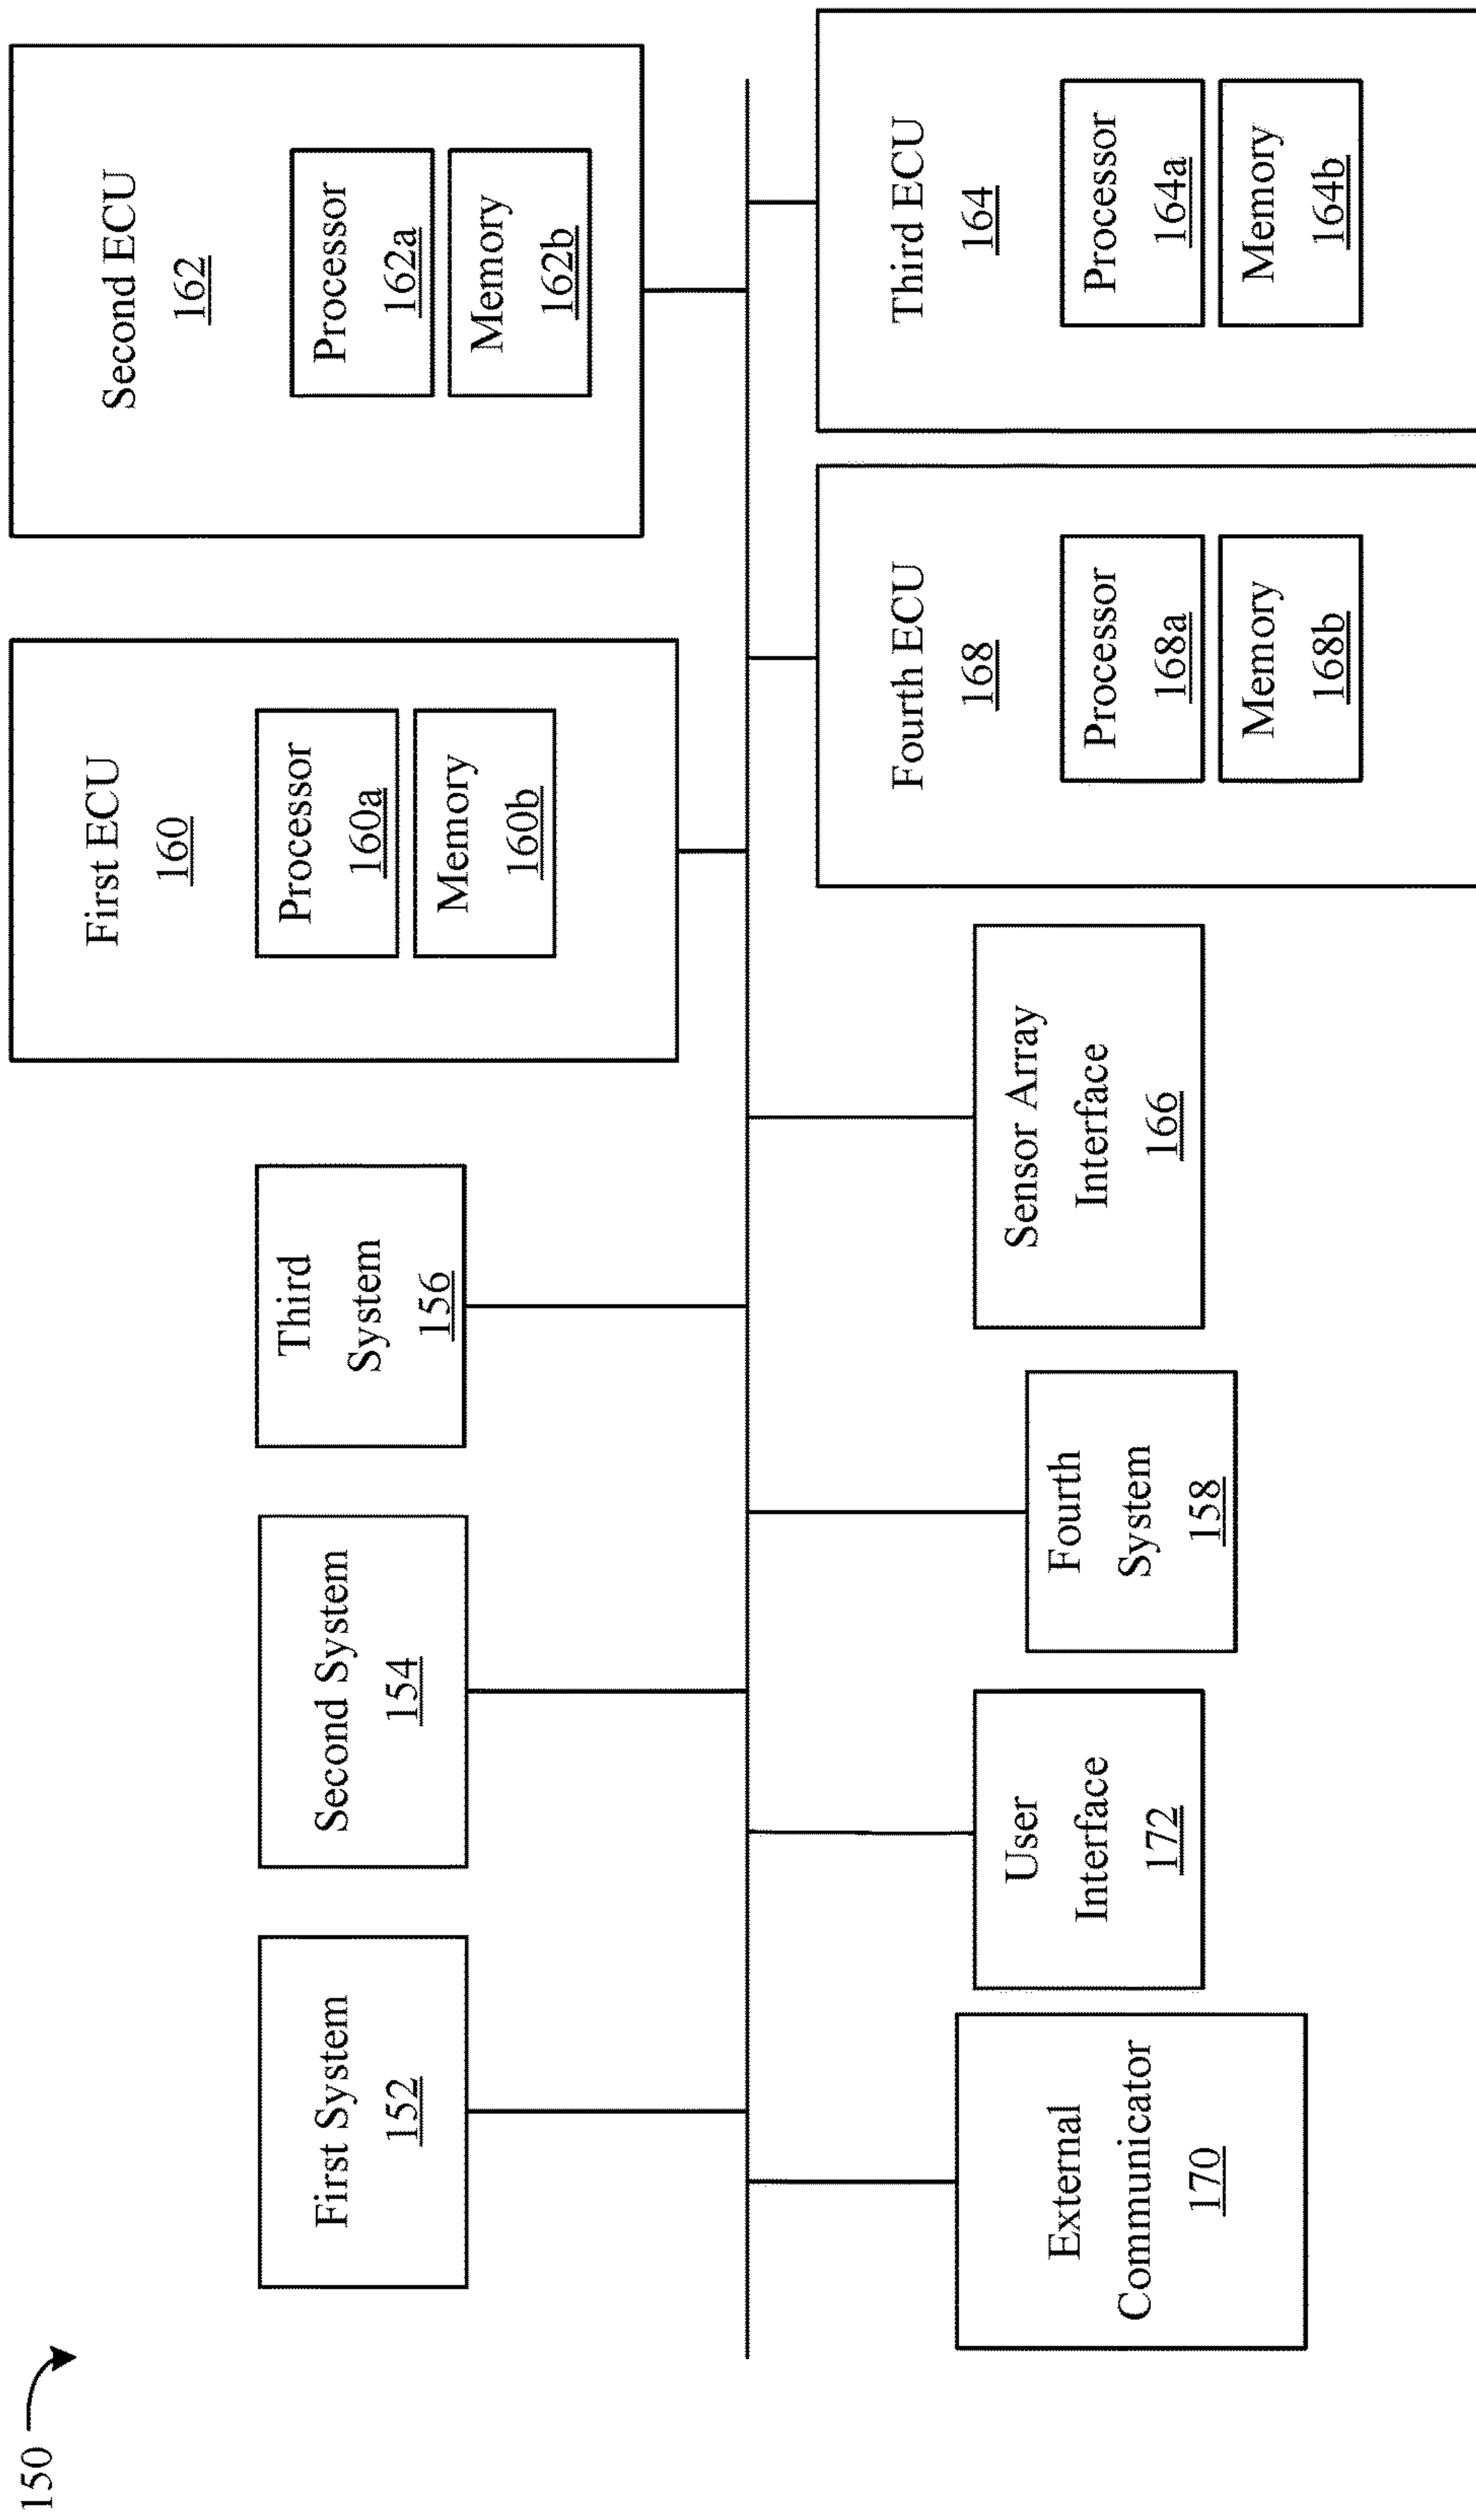 150
First System
152
Second System
154
Third
System
156
First ECU
160
Processor
160a
Memory
160b
Second ECU
162
Processor
162a
Memory
162b
External
Communicator
170
User
Interface
172
Fourth
System
158
Sensor Array
Interface
166
Fourth ECU
168
Processor
168a
Memory
168b
Third ECU
164
Processor
164a
Memory
164b